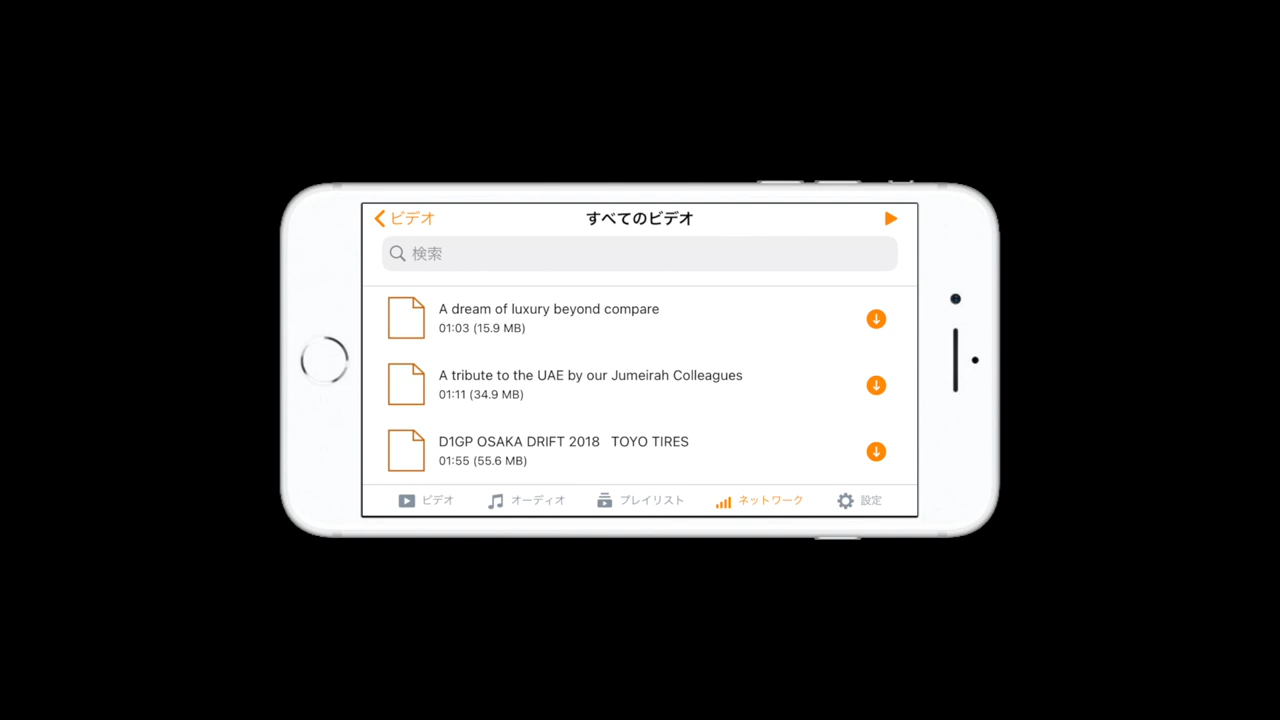 ビデオ
すべてのビデオ
検索
A dream of luxury beyond compare
01:03 (15.9 MB)
A tribute to the UAE by our Jumeirah Colleagues
01:11 (34.9 MB)
D1GP OSAKA DRIFT 2018 TOYO TIRES
01:55 (55.6 MB)
ビデオ オーディオ プレイリスト ネットワーク 設定